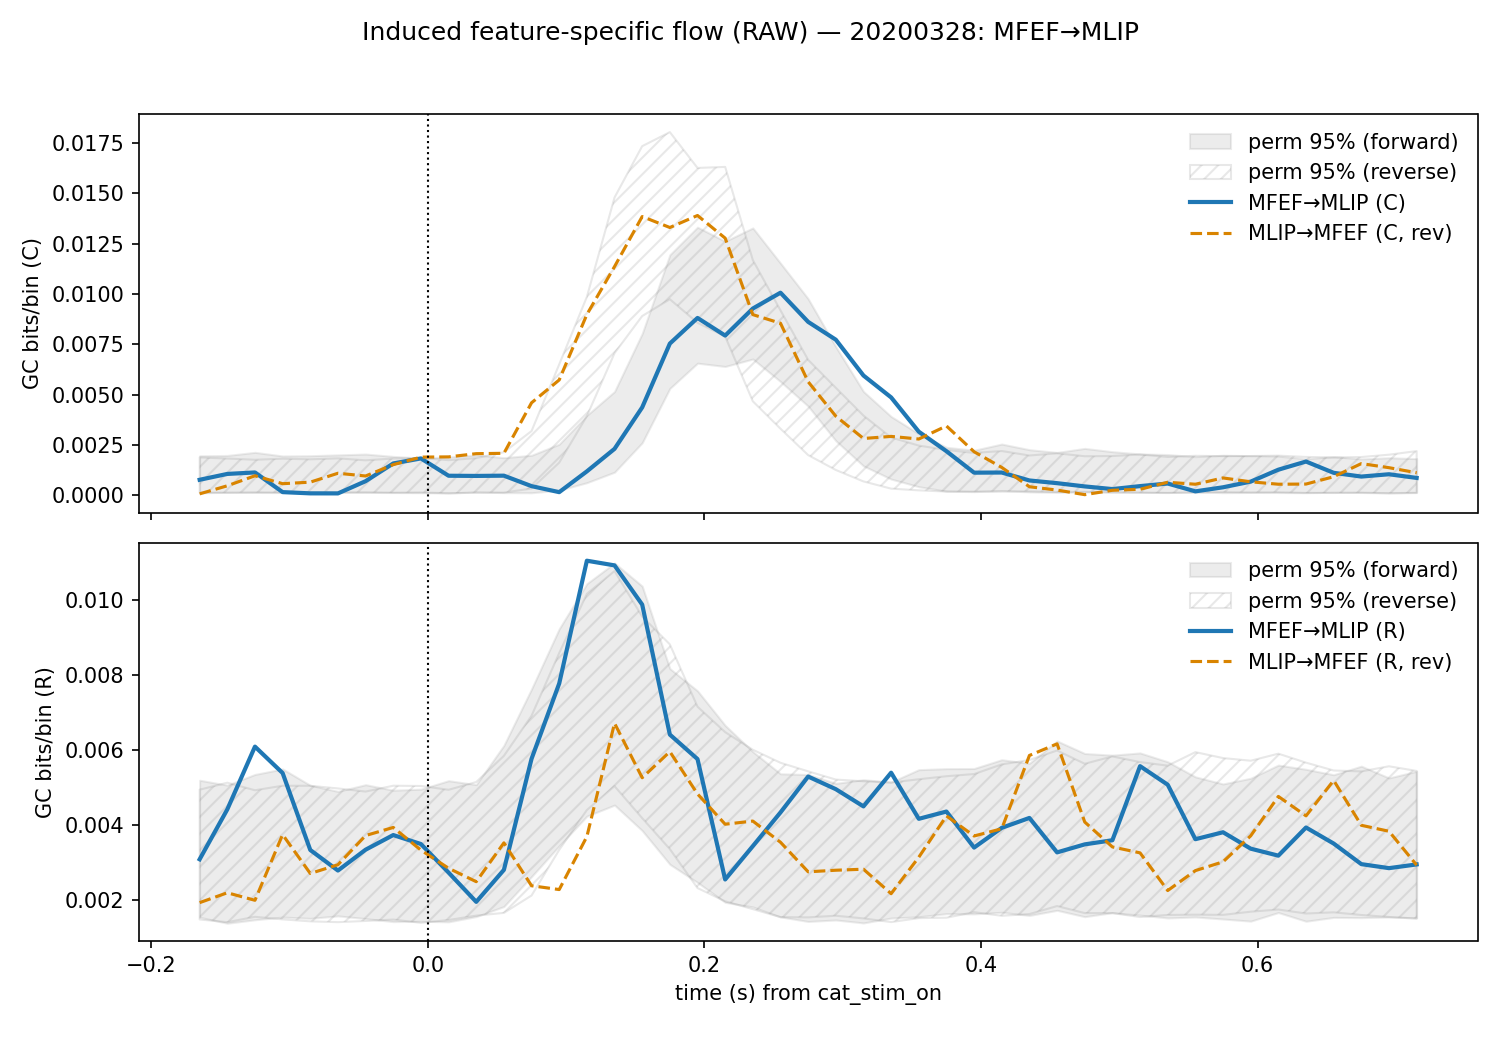 Induced feature-specific flow (RAW) — 20200328: MFEF→MLIP
GC bits/bin (C)
0.0175
0.0150
0.0125
0.0100
0.0075
0.0050
0.0025
0.0000
perm 95% (forward)
perm 95% (reverse)
MFEF→MLIP (C)
MLIP→MFEF (C, rev)
GC bits/bin (R)
0.010
0.008
0.006
0.004
0.002
perm 95% (forward)
perm 95% (reverse)
MFEF→MLIP (R)
MLIP→MFEF (R, rev)
−0.2 0.0 0.2 0.4 0.6
time (s) from cat_stim_on